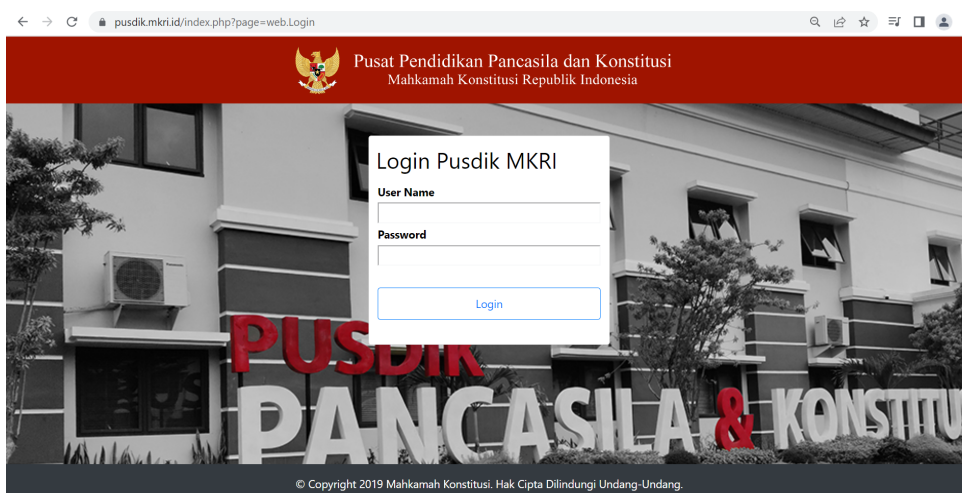 pusdik.mkri.id/index.php?page=web.Login
Pusat Pendidikan Pancasila dan Konstitusi
Mahkamah Konstitusi Republik Indonesia
Login Pusdik MKRI
User Name
Password
Login
PUSDIK
PANCASILA & KONSTITU
© Copyright 2019 Mahkamah Konstitusi. Hak Cipta Dilindungi Undang-Undang.